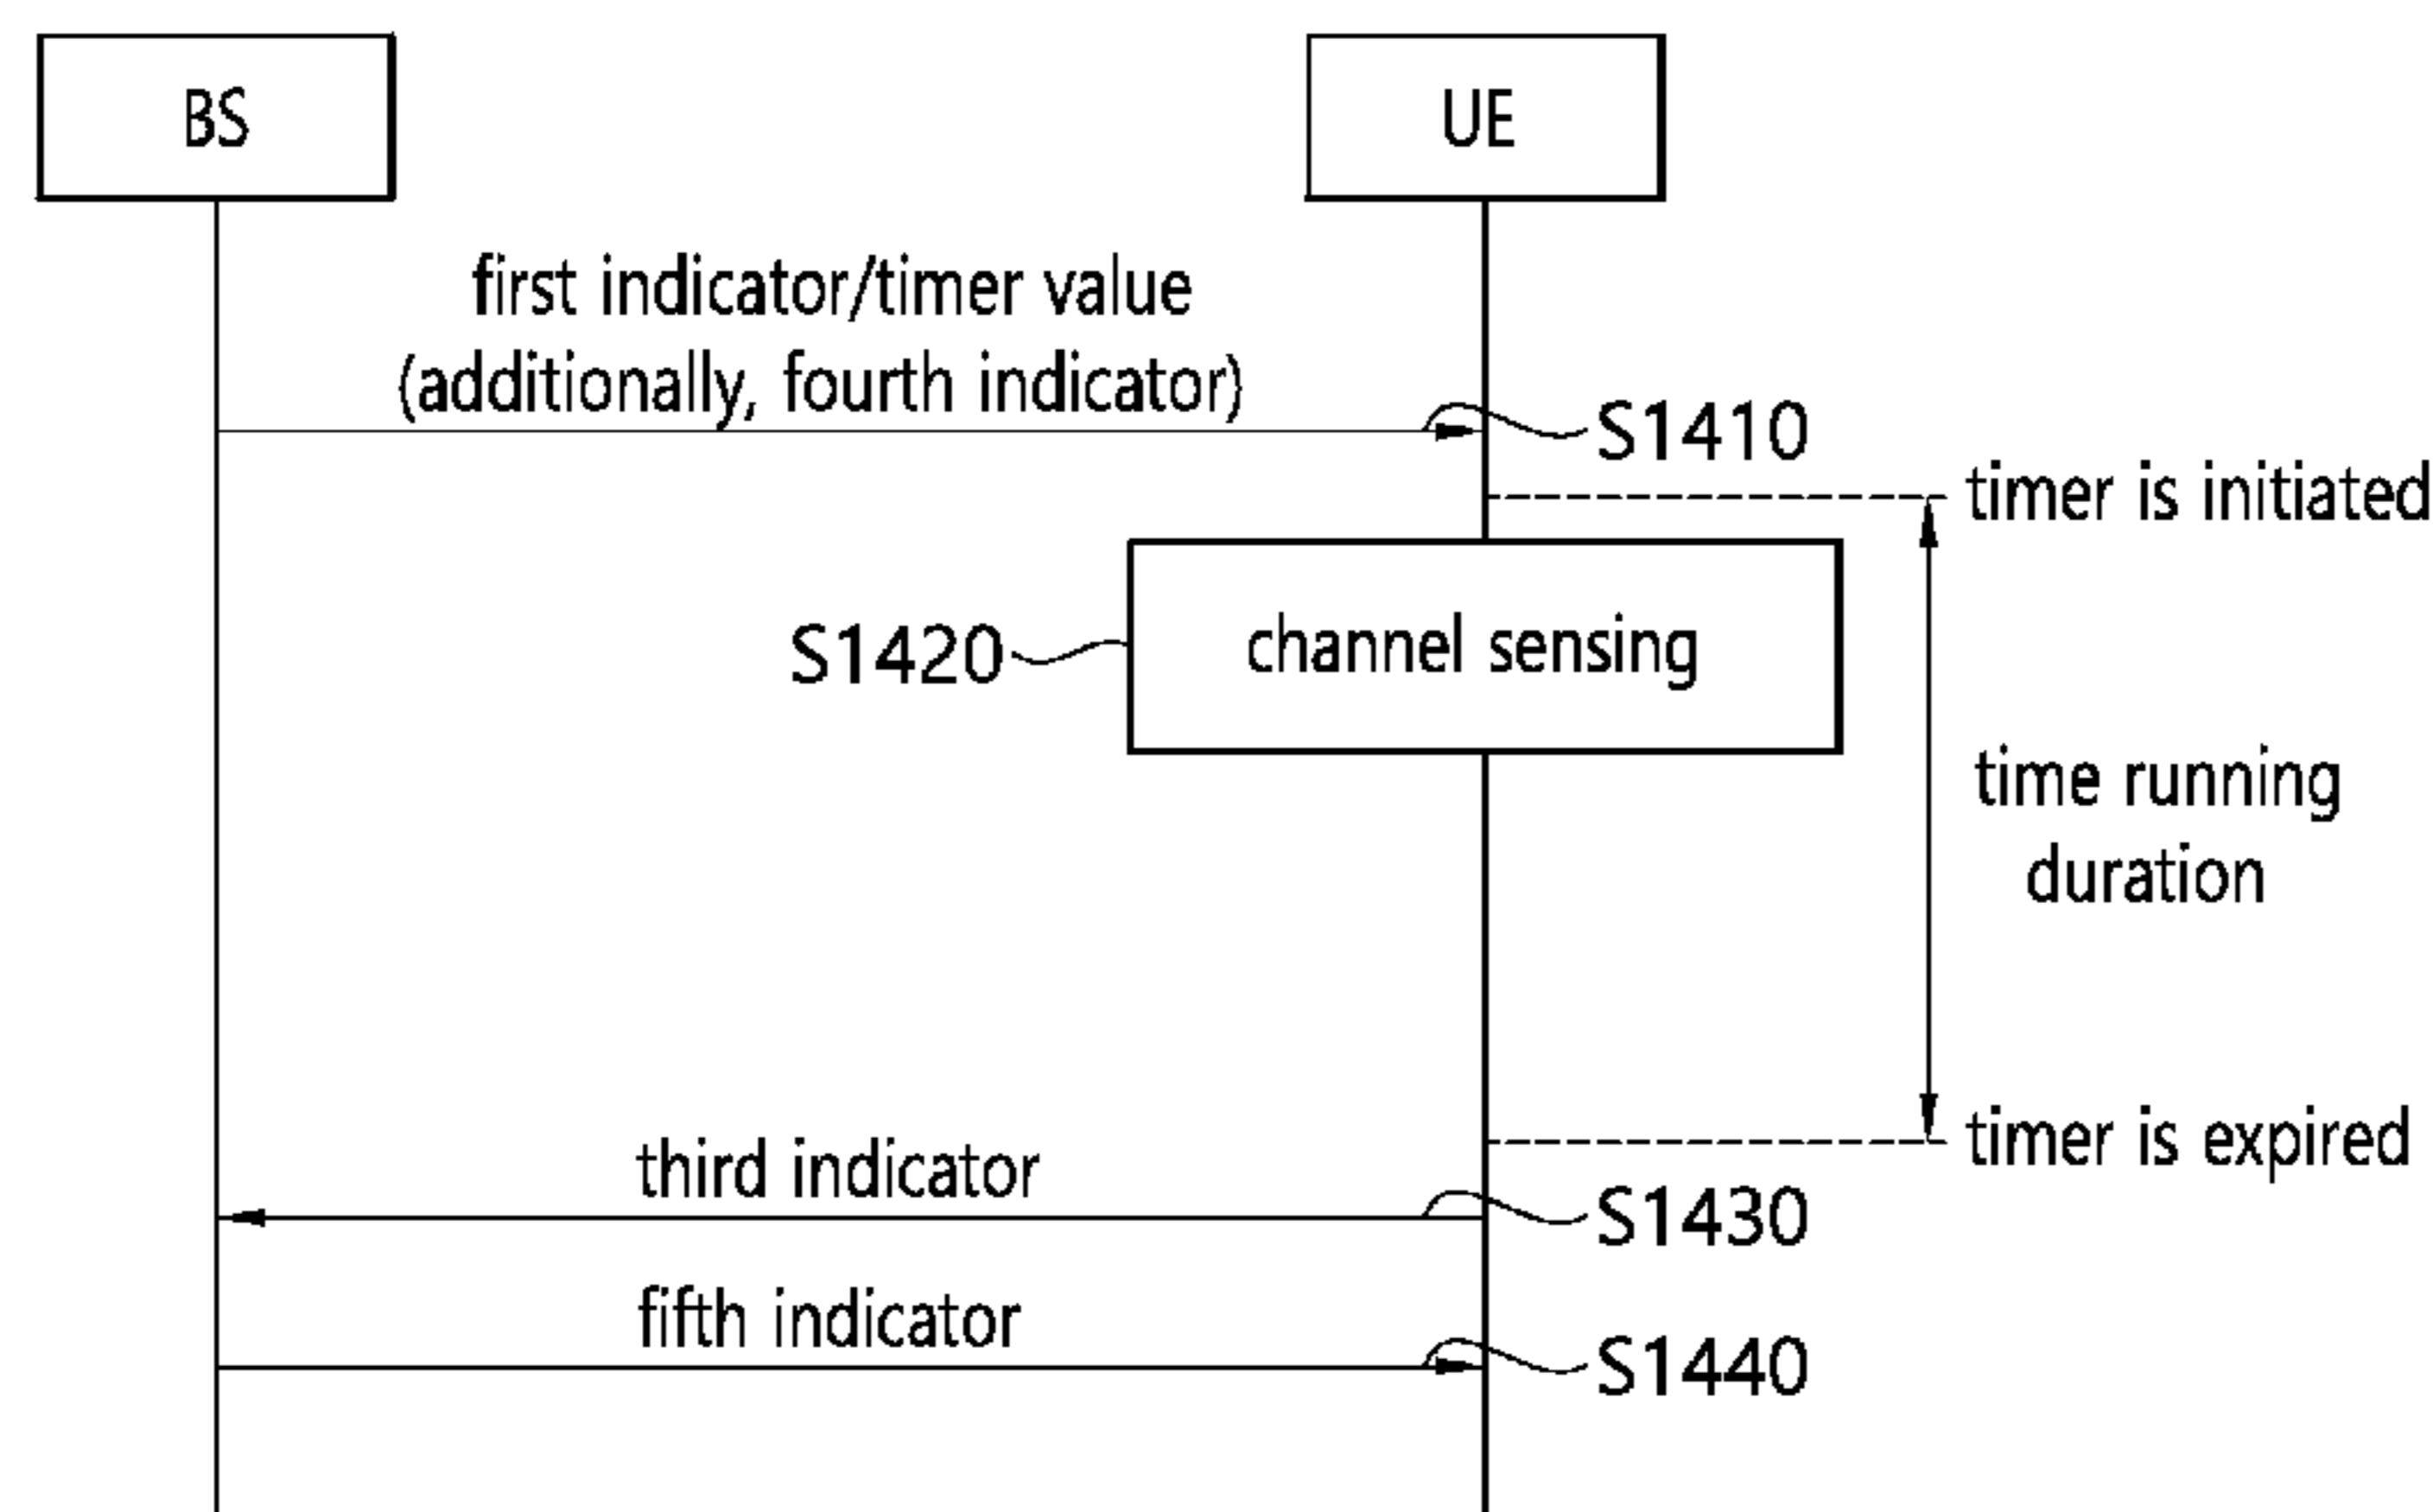 BS
UE
first indicator/timer value
(additionally, fourth indicator)
S1410
timer is initiated
S1420
channel sensing
time running
duration
timer is expired
third indicator
S1430
fifth indicator
S1440